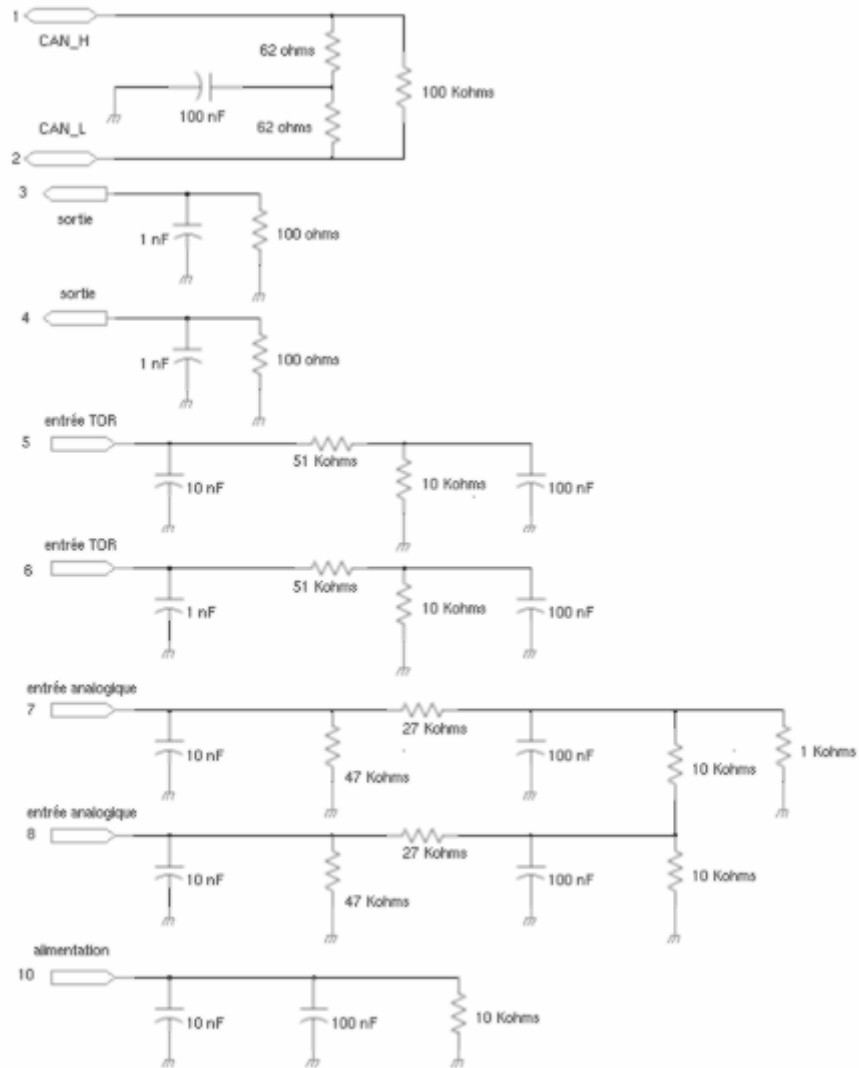 1
CAN_H
62 ohms
100 Kohms
100 nF
CAN_L
62 ohms
2
3
sortie
1 nF
100 ohms
sortie
4
1 nF
100 ohms
entrée TOR
5
51 Kohms
10 nF
10 Kohms
100 nF
entrée TOR
6
51 Kohms
1 nF
10 Kohms
100 nF
entrée analogique
7
27 Kohms
10 nF
47 Kohms
100 nF
10 Kohms
1 Kohms
entrée analogique
8
27 Kohms
10 nF
47 Kohms
100 nF
10 Kohms
alimentation
10
10 nF
100 nF
10 Kohms